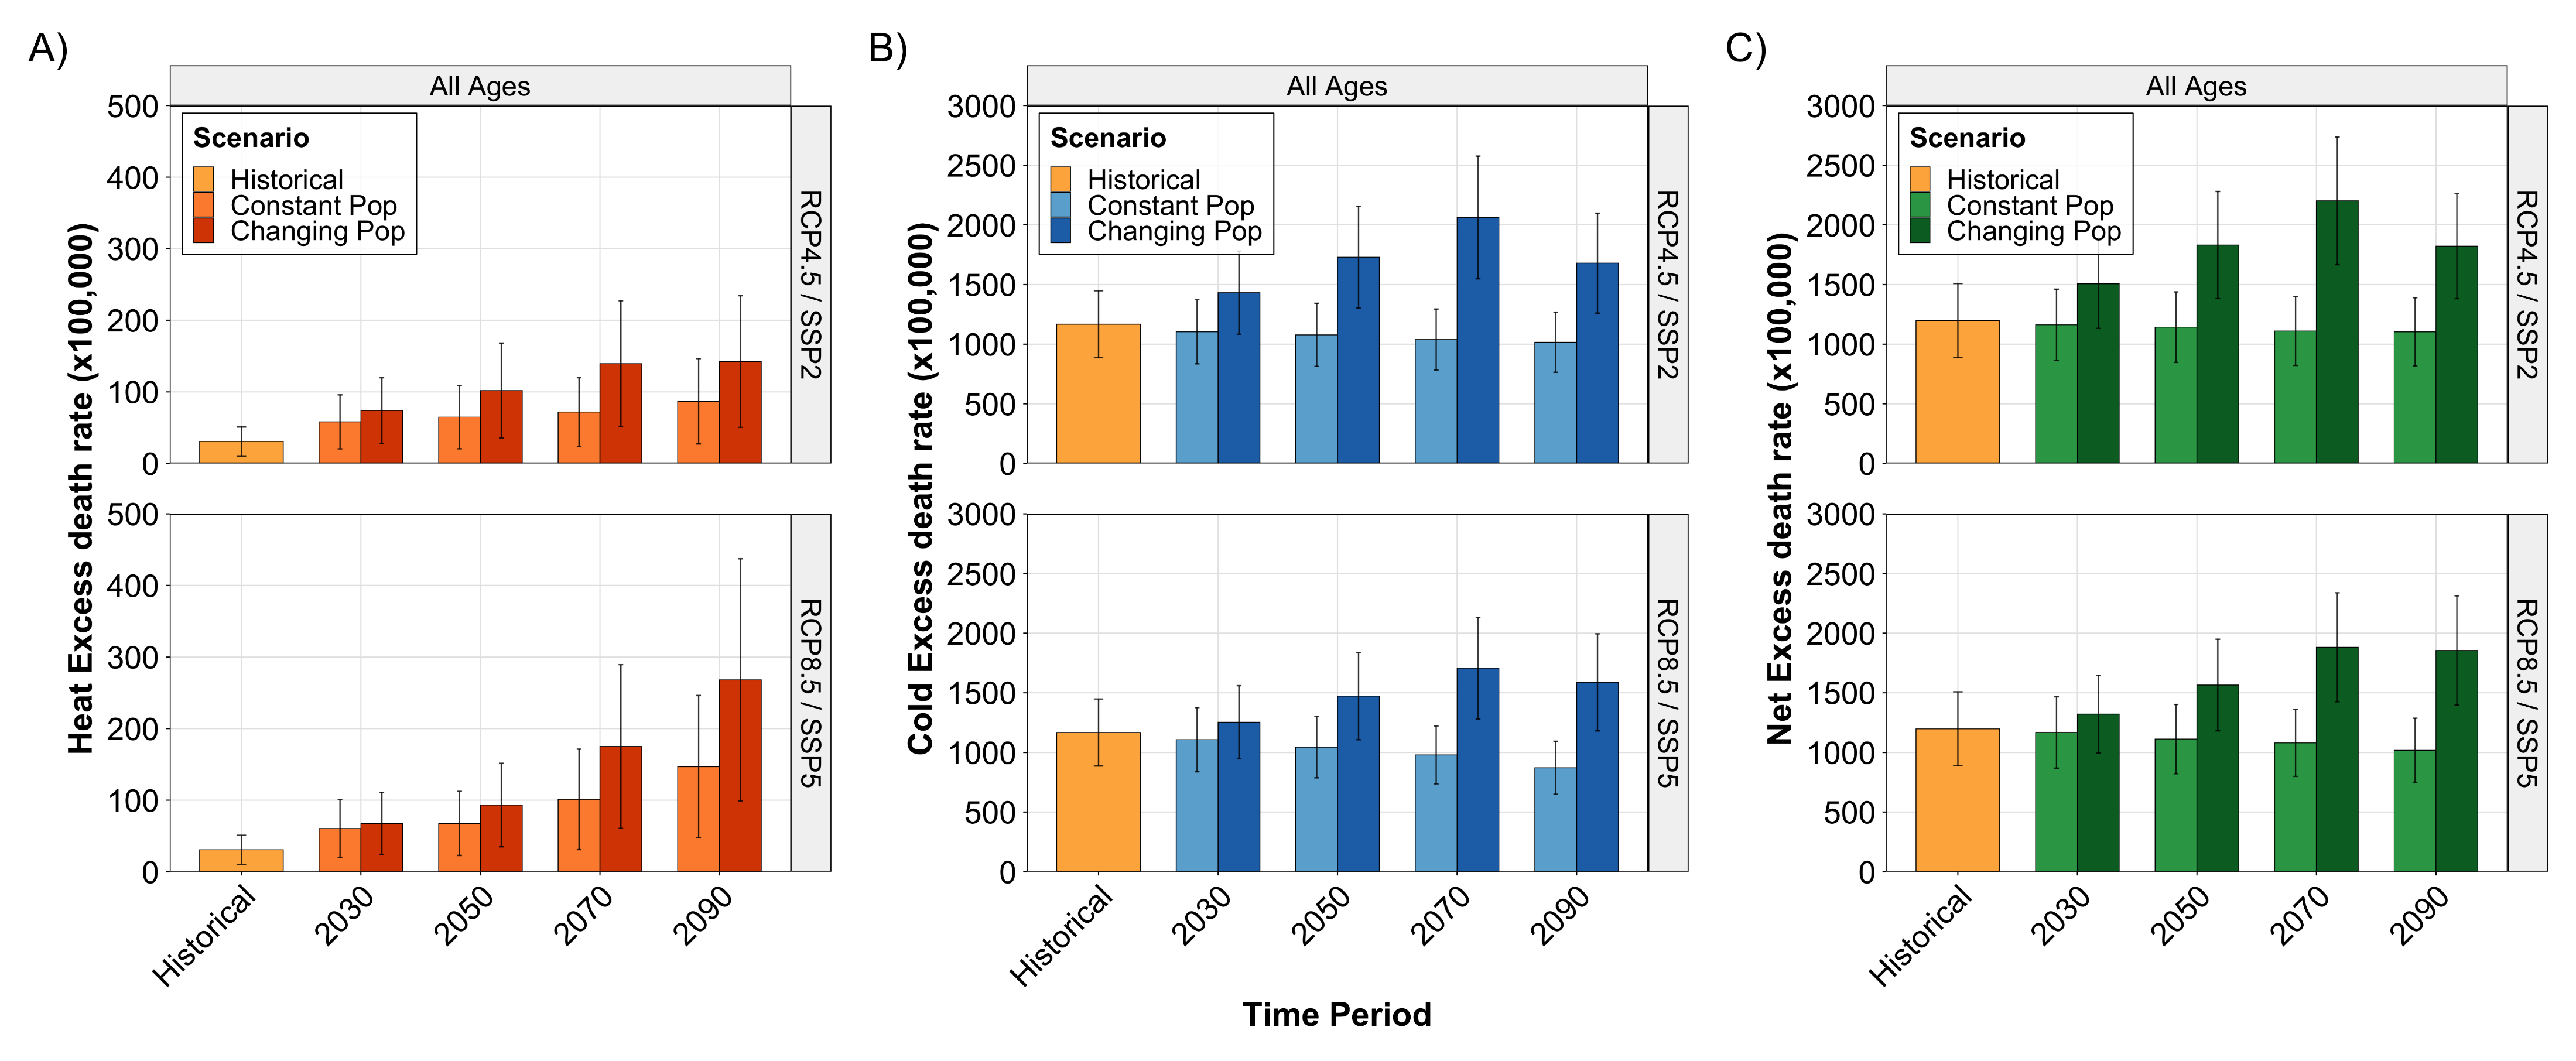 A)
All Ages
Heat Excess death rate (x100,000)
500
400
300
200
100
0
Scenario
Historical
Constant Pop
Changing Pop
RCP4.5 / SSP2
500
400
300
200
100
0
RCP8.5 / SSP5
Historical
2030
2050
2070
2090
B)
All Ages
Cold Excess death rate (x100,000)
3000
2500
2000
1500
1000
500
0
Scenario
Historical
Constant Pop
Changing Pop
RCP4.5 / SSP2
3000
2500
2000
1500
1000
500
0
RCP8.5 / SSP5
Historical
2030
2050
2070
2090
C)
All Ages
Net Excess death rate (x100,000)
3000
2500
2000
1500
1000
500
0
Scenario
Historical
Constant Pop
Changing Pop
RCP4.5 / SSP2
3000
2500
2000
1500
1000
500
0
RCP8.5 / SSP5
Historical
2030
2050
2070
2090
Time Period